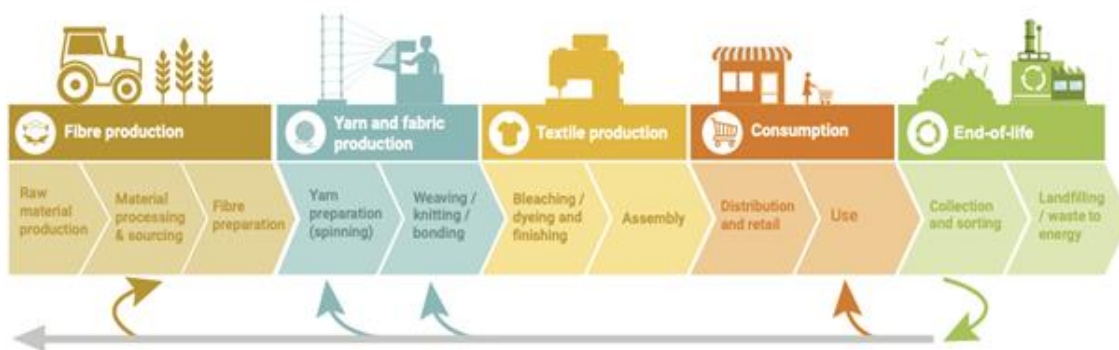 Fibre production
Yarn and fabric
production
Textile production
Consumption
End-of-life
Raw
material
production
Material
processing
& sourcing
Fibre
preparation
Yarn
preparation
(spinning)
Weaving /
knitting /
bonding
Bleaching /
dyeing and
finishing
Assembly
Distribution
and retail
Use
Collection
and sorting
Landfilling
/ waste to
energy